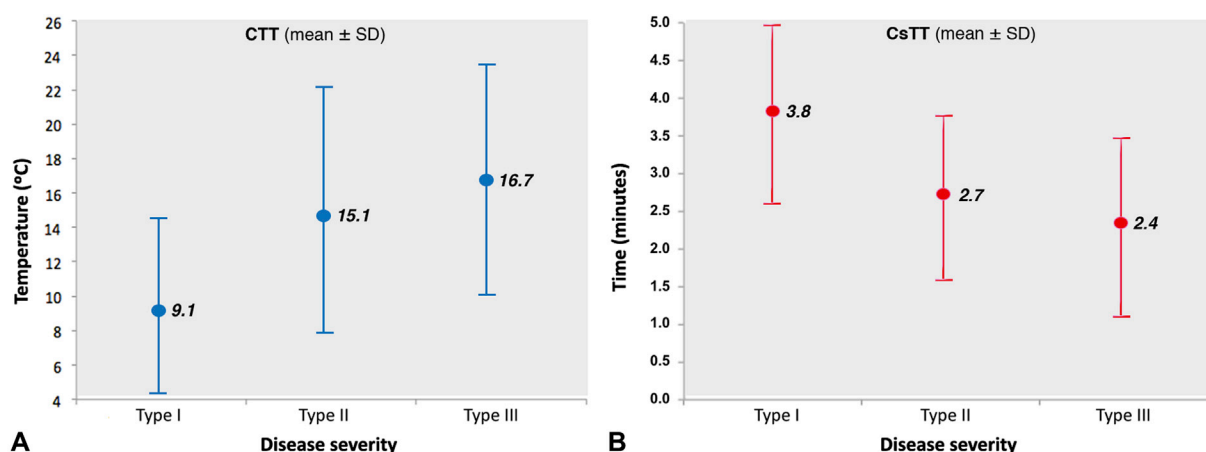 CTT (mean ± SD)
Temperature (ºC)
26
24
22
20
18
16
14
12
10
8
6
4
9.1
15.1
16.7
Type I
Type II
Type III
Disease severity
A
CsTT (mean ± SD)
Time (minutes)
5.0
4.5
4.0
3.5
3.0
2.5
2.0
1.5
1.0
0.5
0.0
3.8
2.7
2.4
Type I
Type II
Type III
Disease severity
B